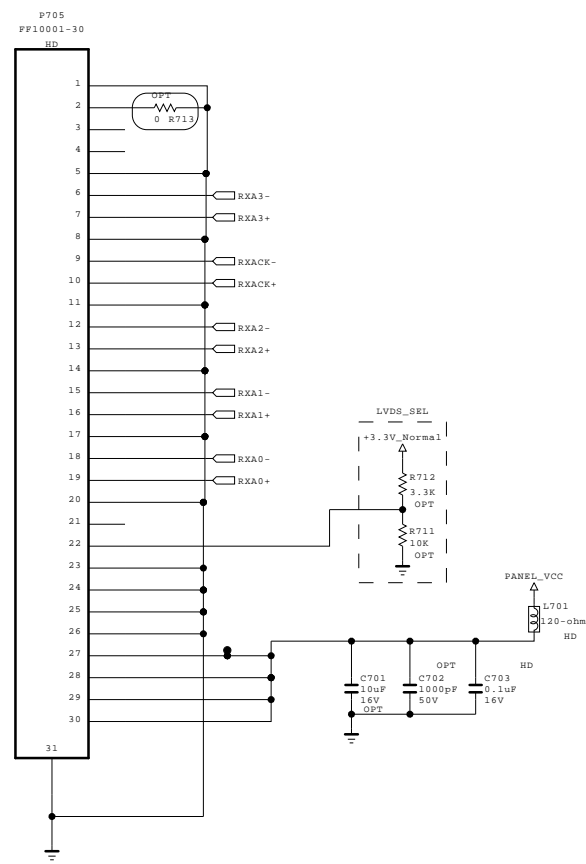 P705
FF10001-30
HD
1
OPT
2
0 R713
3
4
5
6 RXA3-
7 RXA3+
8
9 RXACK-
10 RXACK+
11
12 RXA2-
13 RXA2+
14
15 RXA1-
16 RXA1+
17
18 RXA0-
19 RXA0+
20
21
22
23
24
25
26
27
28
29
30
31
LVDS_SEL
+3.3V_Normal
R712
3.3K
OPT
R711
10K
OPT
PANEL_VCC
L701
120-ohm
HD
OPT HD
C701 C702 C703
10uF 1000pF 0.1uF
16V 50V 16V
OPT